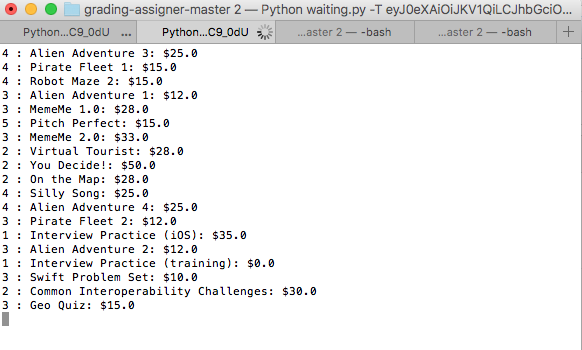 grading-assigner-master 2 — Python waiting.py -T eyJ0eXAiOiJKV1QiLCJhbGciO...
Python...C9_0dU ...
Python...C9_0dU
...aster 2 — -bash
...aster 2 — -bash
4 : Alien Adventure 3: $25.0
4 : Pirate Fleet 1: $15.0
4 : Robot Maze 2: $15.0
3 : Alien Adventure 1: $12.0
3 : MemeMe 1.0: $28.0
5 : Pitch Perfect: $15.0
3 : MemeMe 2.0: $33.0
2 : Virtual Tourist: $28.0
2 : You Decide!: $50.0
2 : On the Map: $28.0
4 : Silly Song: $25.0
4 : Alien Adventure 4: $25.0
3 : Pirate Fleet 2: $12.0
1 : Interview Practice (iOS): $35.0
3 : Alien Adventure 2: $12.0
1 : Interview Practice (training): $0.0
3 : Swift Problem Set: $10.0
2 : Common Interoperability Challenges: $30.0
3 : Geo Quiz: $15.0